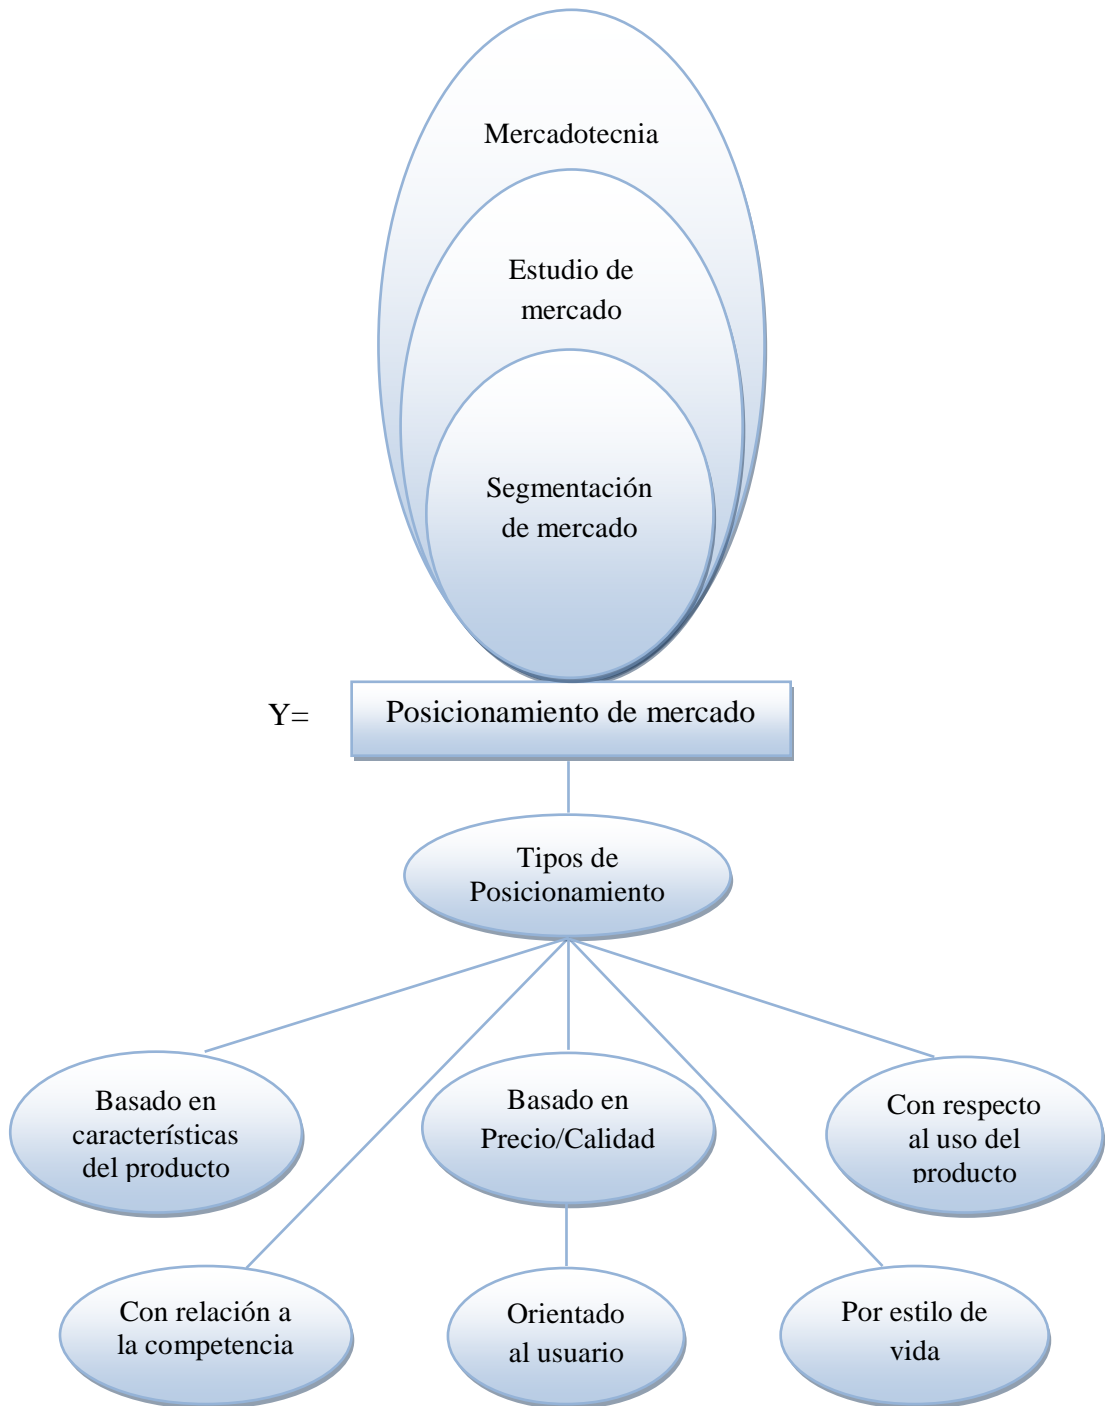 Mercadotecnia
Estudio de
mercado
Segmentación
de mercado
Y=
Posicionamiento de mercado
Tipos de
Posicionamiento
Basado en
características
del producto
Basado en
Precio/Calidad
Con respecto
al uso del
producto
Con relación a
la competencia
Orientado
al usuario
Por estilo de
vida